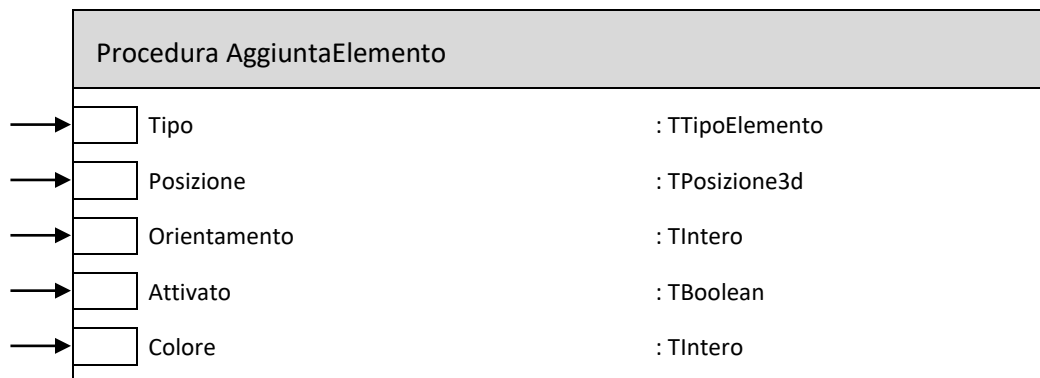 Procedura AggiuntaElemento
Tipo : TTipoElemento
Posizione : TPosizione3d
Orientamento : TIntero
Attivato : TBoolean
Colore : TIntero